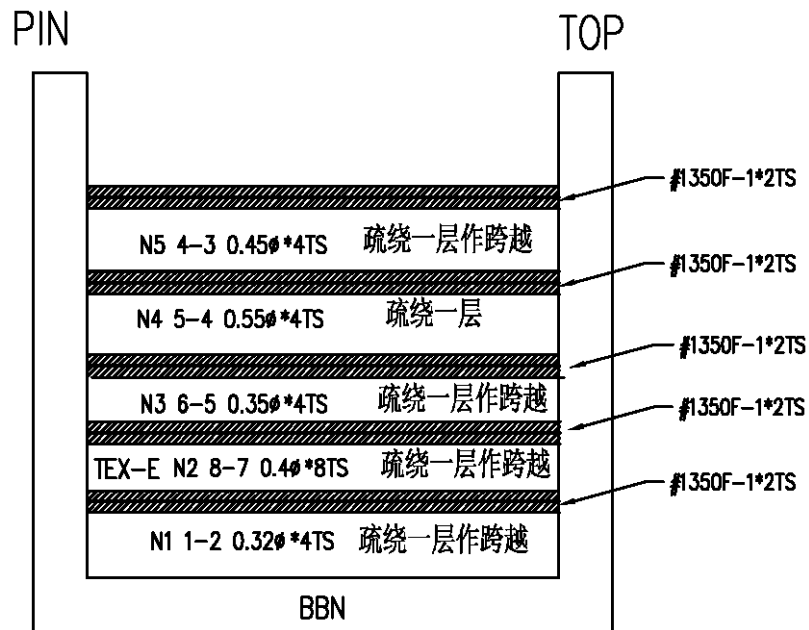 PIN
TOP
#1350F-1*2TS
N5 4-3 0.45ø*4TS 疏绕一层作跨越
#1350F-1*2TS
N4 5-4 0.55ø*4TS 疏绕一层
#1350F-1*2TS
N3 6-5 0.35ø*4TS 疏绕一层作跨越
#1350F-1*2TS
TEX-E N2 8-7 0.4ø*8TS 疏绕一层作跨越
#1350F-1*2TS
N1 1-2 0.32ø*4TS 疏绕一层作跨越
BBN